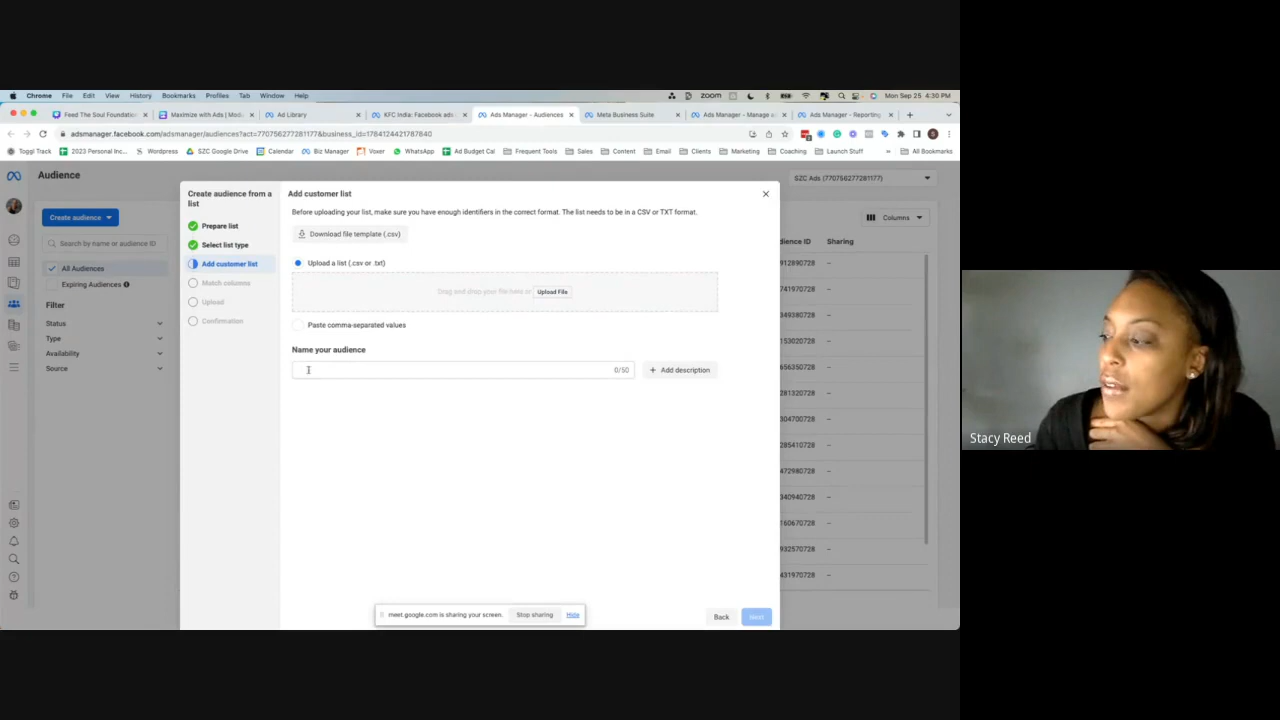 Chrome File Edit View History Bookmarks Profiles Tab Window Help zoom Mon Sep 25 4:30 PM
Feed The Soul Foundation Maximize with Ads | Modu Ad Library KFC India: Facebook ads Ads Manager - Audiences Meta Business Suite Ads Manager - Manage a Ads Manager - Reporting
adsmanager.facebook.com/adsmanager/audiences?act=770756277281177&business_id=1784124421787840
Toggl Track 2023 Personal Inc... Wordpress SZC Google Drive Calendar Biz Manager Voxer WhatsApp Ad Budget Cal Frequent Tools Sales Content Email Clients Marketing Coaching Launch Stuff » All Bookmarks
Audience
SZC Ads (770756277281177)
Create audience
Columns
Search by name or audience ID
All Audiences
Expiring Audiences
Filter
Status
Type
Availability
Source
Create audience from a
list
Prepare list
Select list type
Add customer list
Match columns
Upload
Confirmation
Add customer list
Before uploading your list, make sure you have enough identifiers in the correct format. The list needs to be in a CSV or TXT format.
Download file template (.csv)
Upload a list (.csv or .txt)
Drag and drop your file here or Upload File
Paste comma-separated values
Name your audience
0/50
+ Add description
dience ID Sharing
912890728 –
741970728 –
349380728 –
153020728 –
656350728 –
281320728 –
304700728 –
285410728 –
472980728 –
340940728 –
160670728 –
932570728 –
431970728 –
meet.google.com is sharing your screen. Stop sharing Hide
Back Next
Stacy Reed